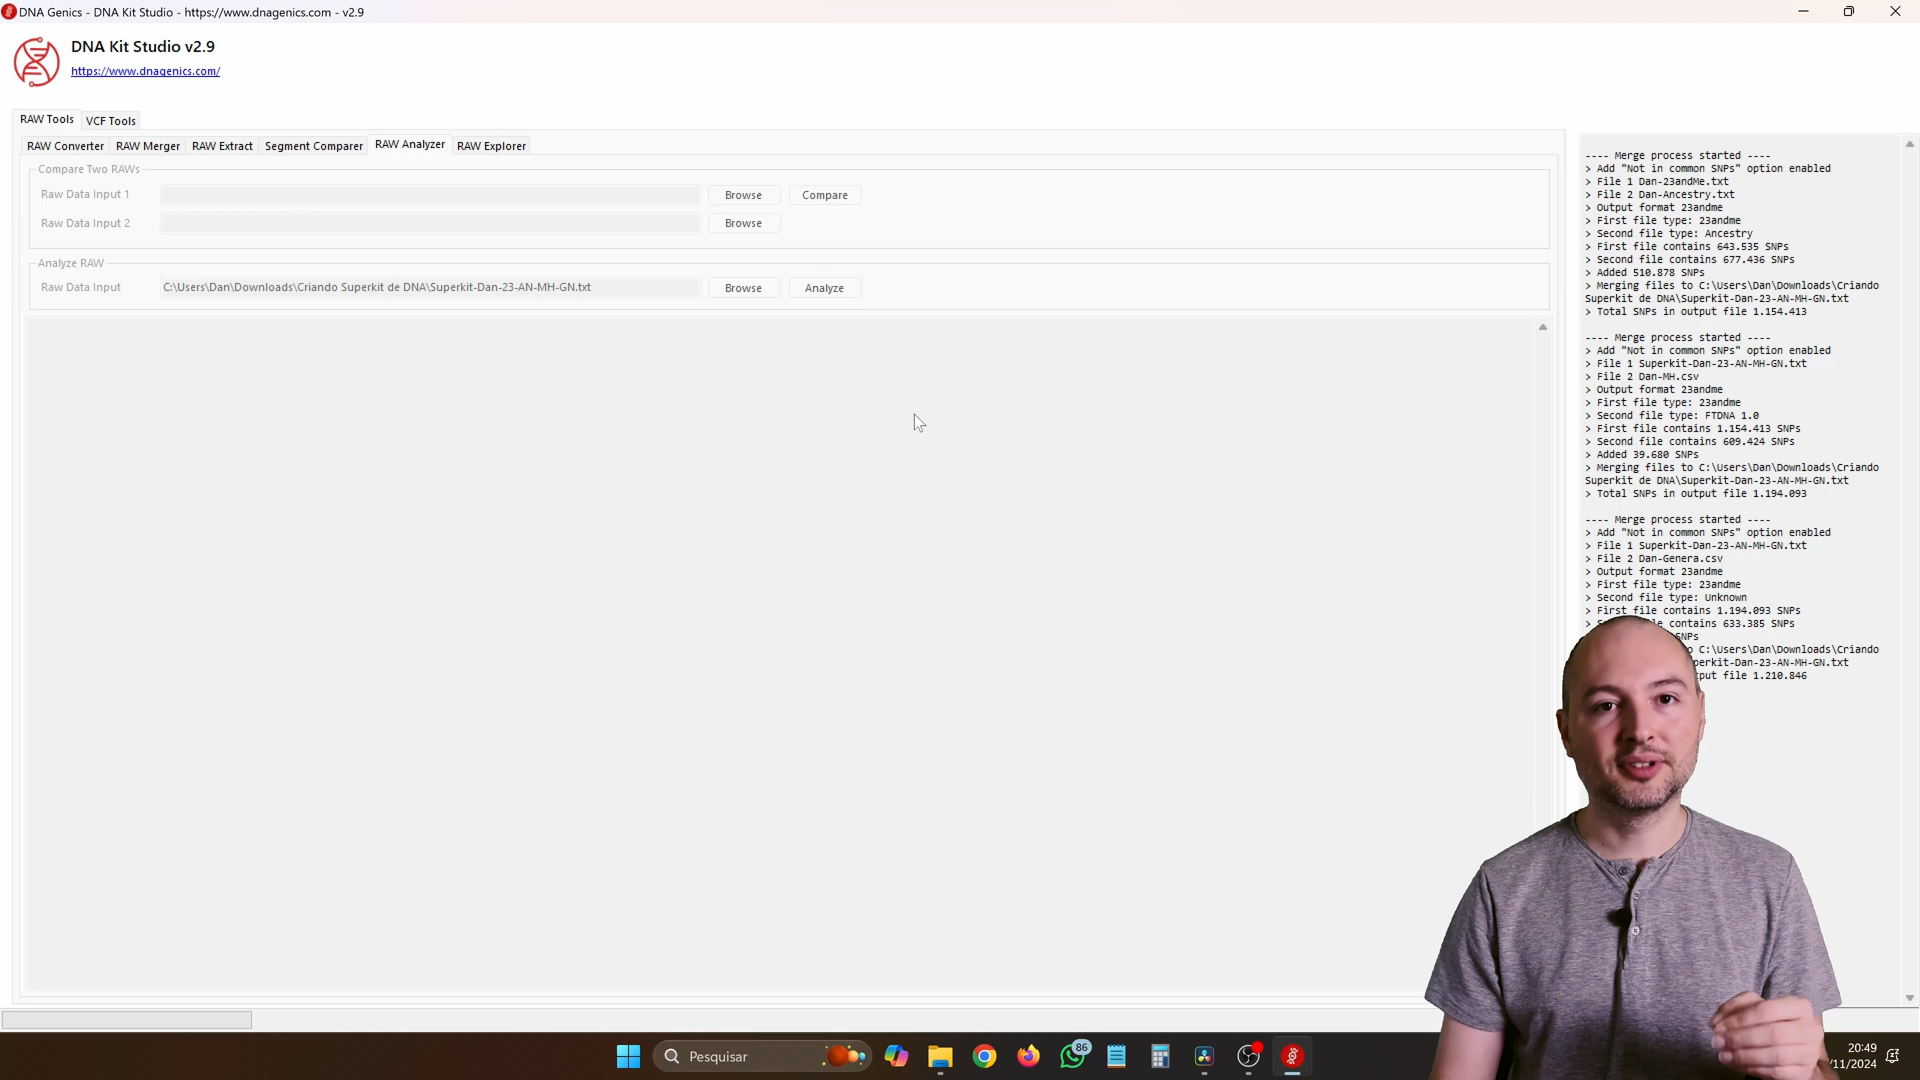 DNA Genics - DNA Kit Studio - https://www.dnagenics.com - v2.9
DNA Kit Studio v2.9
https://www.dnagenics.com/
RAW Tools VCF Tools
RAW Converter RAW Merger RAW Extract Segment Comparer RAW Analyzer RAW Explorer
Compare Two RAWs
Raw Data Input 1 Browse Compare
Raw Data Input 2 Browse
Analyze RAW
Raw Data Input C:\Users\Dan\Downloads\Criando Superkit de DNA\Superkit-Dan-23-AN-MH-GN.txt Browse Analyze
---- Merge process started ----
> Add "Not in common SNPs" option enabled
> File 1 Dan-23andMe.txt
> File 2 Dan-Ancestry.txt
> Output format 23andme
> First file type: 23andme
> Second file type: Ancestry
> First file contains 643.535 SNPs
> Second file contains 677.436 SNPs
> Added 510.878 SNPs
> Merging files to C:\Users\Dan\Downloads\Criando
Superkit de DNA\Superkit-Dan-23-AN-MH-GN.txt
> Total SNPs in output file 1.154.413
---- Merge process started ----
> Add "Not in common SNPs" option enabled
> File 1 Superkit-Dan-23-AN-MH-GN.txt
> File 2 Dan-MH.csv
> Output format 23andme
> First file type: 23andme
> Second file type: FTDNA 1.0
> First file contains 1.154.413 SNPs
> Second file contains 609.424 SNPs
> Added 39.680 SNPs
> Merging files to C:\Users\Dan\Downloads\Criando
Superkit de DNA\Superkit-Dan-23-AN-MH-GN.txt
> Total SNPs in output file 1.194.093
---- Merge process started ----
> Add "Not in common SNPs" option enabled
> File 1 Superkit-Dan-23-AN-MH-GN.txt
> File 2 Dan-Genera.csv
> Output format 23andme
> First file type: 23andme
> Second file type: Unknown
> First file contains 1.194.093 SNPs
contains 633.385 SNPs
SNPs
C:\Users\Dan\Downloads\Criando
perkit-Dan-23-AN-MH-GN.txt
put file 1.210.846
Pesquisar
86
20:49
/11/2024